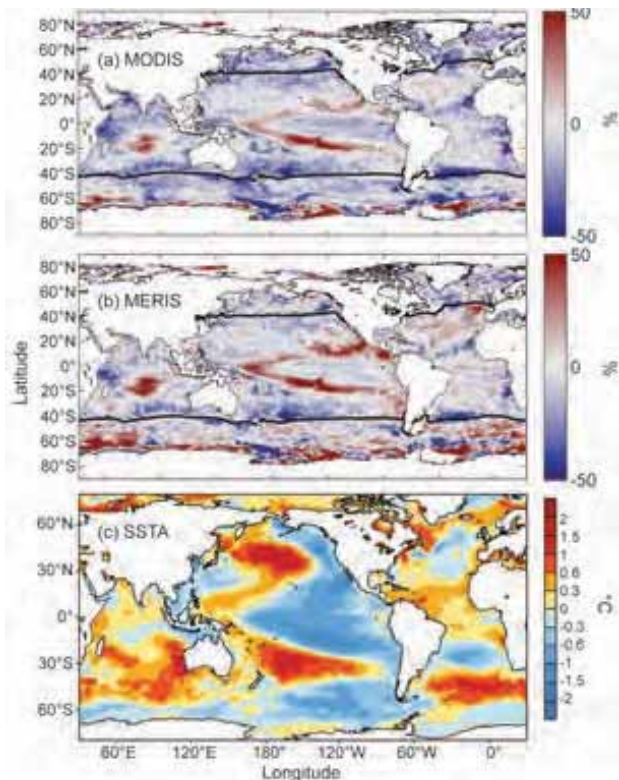 80°N
60°N
40°N
20°N
0°
20°S
40°S
60°S
80°S
(a) MODIS
50
0
-50
%
80°N
60°N
40°N
20°N
0°
20°S
40°S
60°S
80°S
(b) MERIS
50
0
-50
%
Latitude
60°N
30°N
0°
30°S
60°S
(c) SSTA
2
1.5
1
0.6
0.3
0
-0.3
-0.6
-1
-1.5
-2
°C
60°E
120°E
180°
120°W
60°W
0°
Longitude